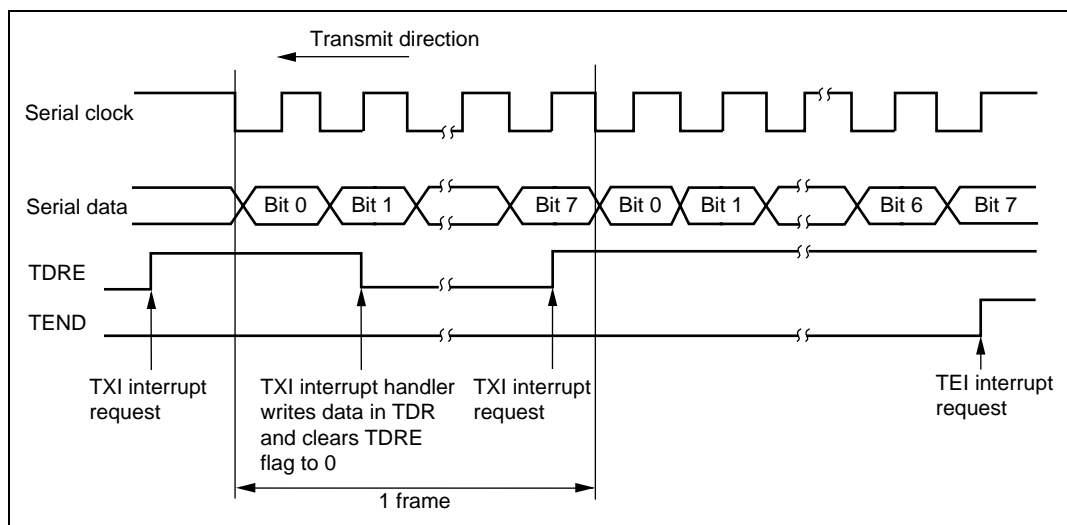 Transmit direction
Serial clock
Serial data
Bit 0
Bit 1
Bit 7
Bit 0
Bit 1
Bit 6
Bit 7
TDRE
TEND
TXI interrupt
request
TXI interrupt handler
writes data in TDR
and clears TDRE
flag to 0
TXI interrupt
request
TEI interrupt
request
1 frame